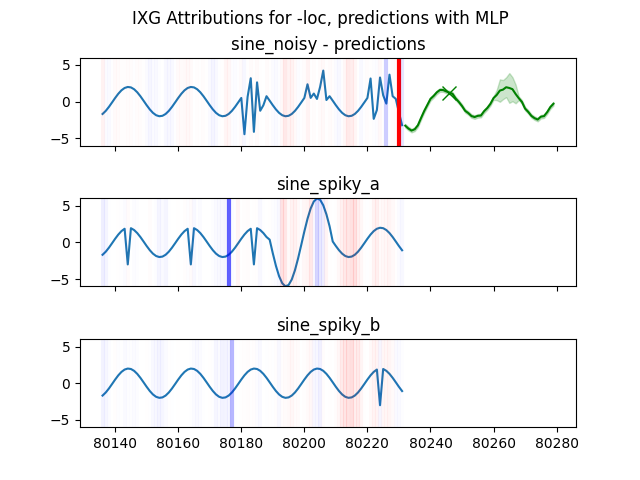 IXG Attributions for -loc, predictions with MLP
sine_noisy - predictions
5
0
−5
sine_spiky_a
5
0
−5
sine_spiky_b
5
0
−5
80140 80160 80180 80200 80220 80240 80260 80280